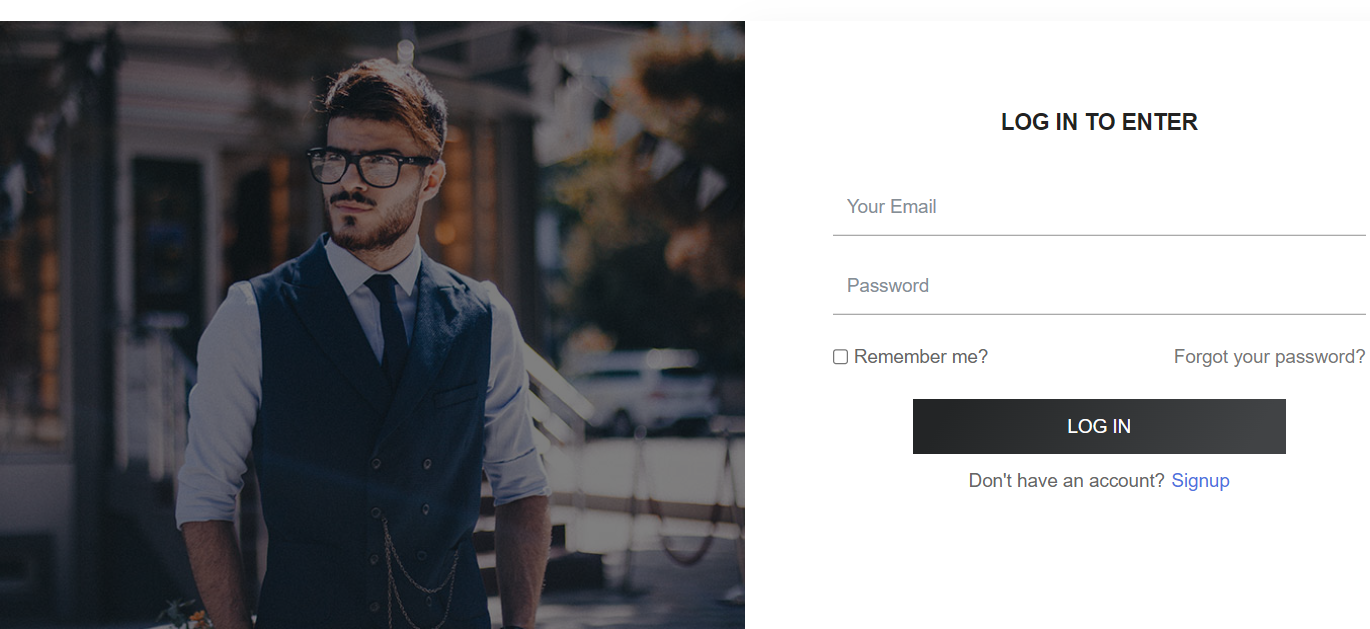 LOG IN TO ENTER
Your Email
Password
Remember me? Forgot your password?
LOG IN
Don't have an account? Signup